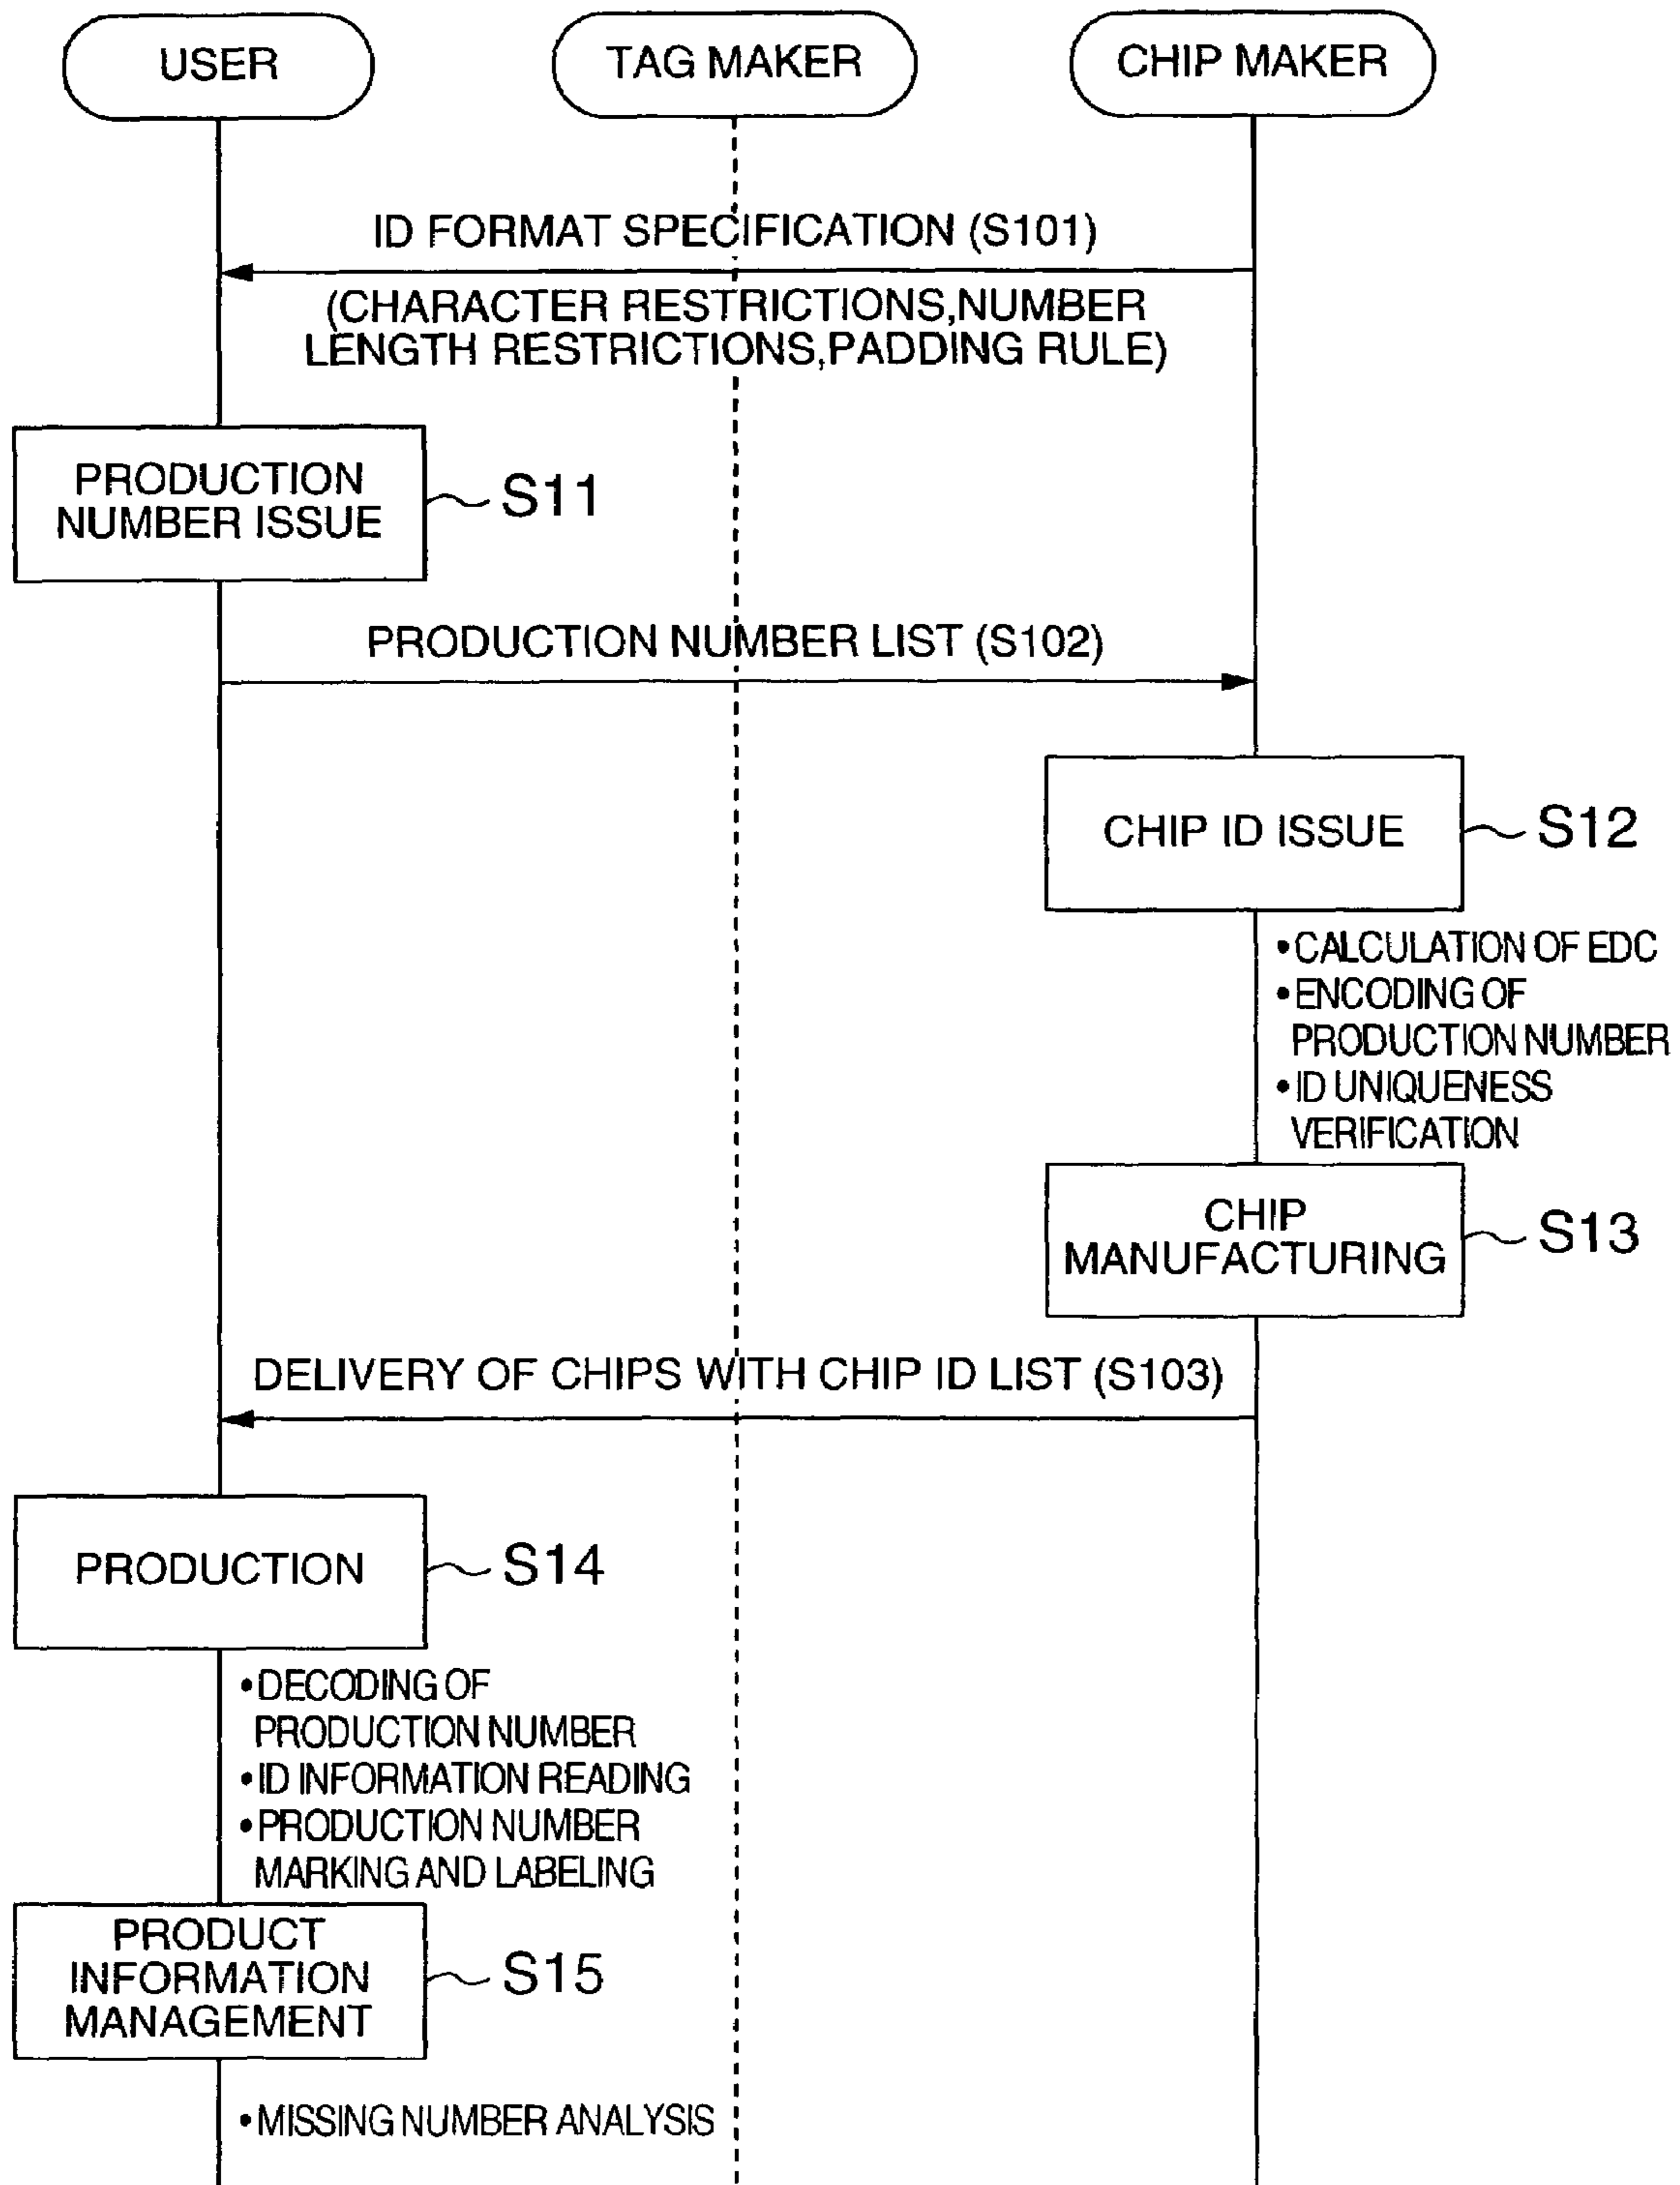 USER
TAG MAKER
CHIP MAKER
ID FORMAT SPECIFICATION (S101)
(CHARACTER RESTRICTIONS,NUMBER
LENGTH RESTRICTIONS,PADDING RULE)
PRODUCTION
NUMBER ISSUE
S11
PRODUCTION NUMBER LIST (S102)
CHIP ID ISSUE
S12
•CALCULATION OF EDC
•ENCODING OF
PRODUCTION NUMBER
•ID UNIQUENESS
VERIFICATION
CHIP
MANUFACTURING
S13
DELIVERY OF CHIPS WITH CHIP ID LIST (S103)
PRODUCTION
S14
•DECODING OF
PRODUCTION NUMBER
•ID INFORMATION READING
•PRODUCTION NUMBER
MARKING AND LABELING
PRODUCT
INFORMATION
MANAGEMENT
S15
•MISSING NUMBER ANALYSIS